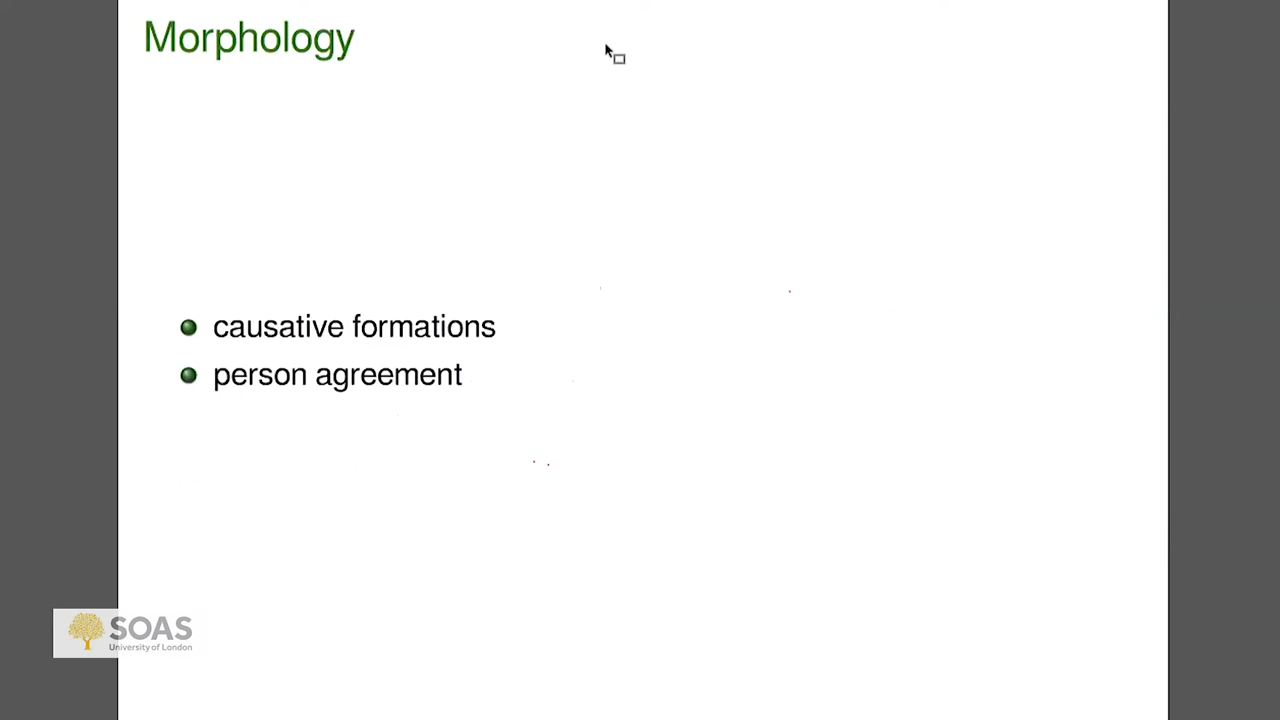 Morphology
causative formations
person agreement
SOAS
University of London